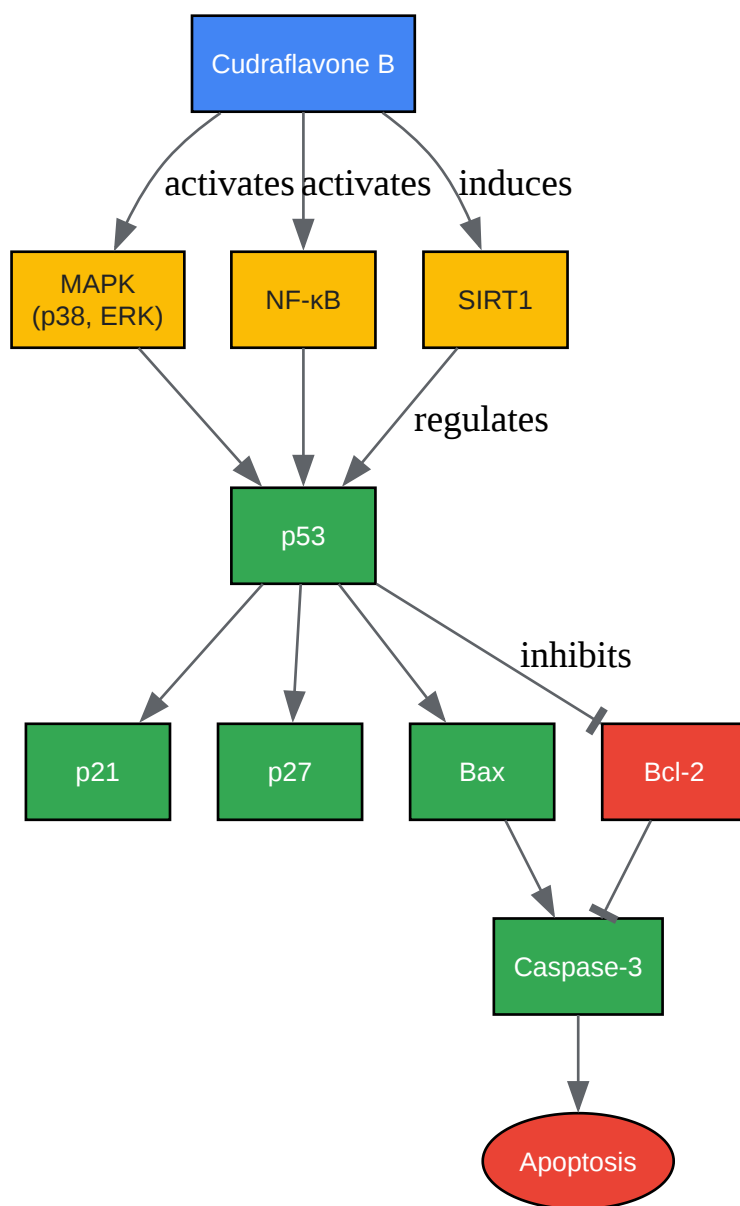 Cudraflavone B
activates
activates
induces
MAPK
(p38, ERK)
NF-κB
SIRT1
regulates
p53
inhibits
p21
p27
Bax
Bcl-2
Caspase-3
Apoptosis